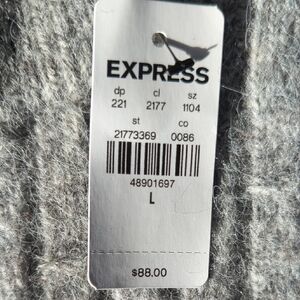 EXPRESS
dp cl sz
221 2177 1104
st co
21773369 0086
48901697
L
$88.00